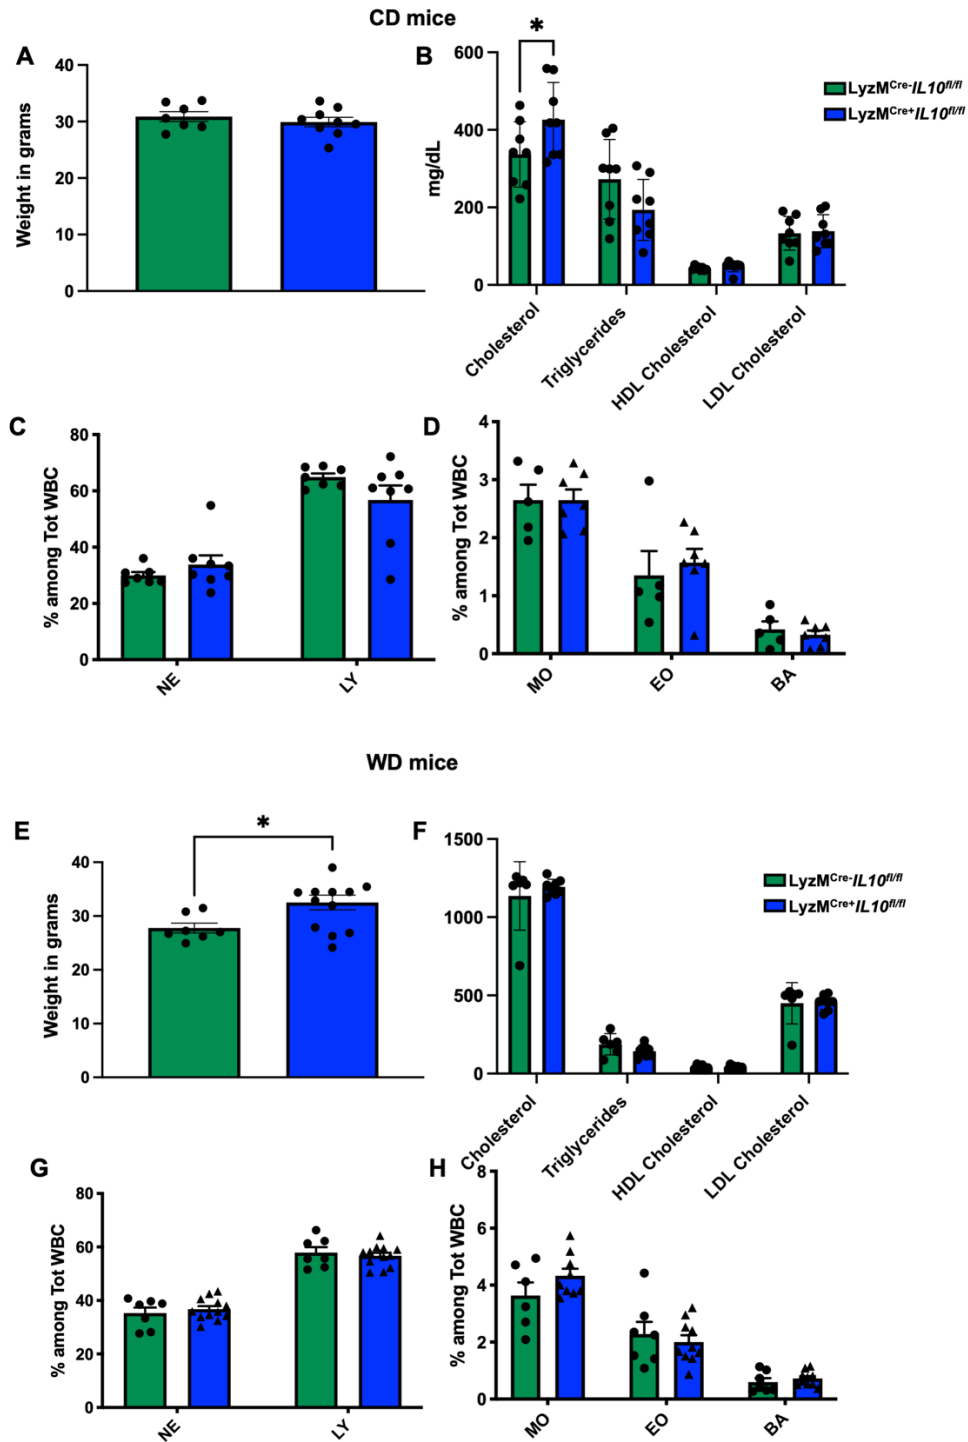 CD mice
A
Weight in grams
40
30
20
10
0
B
mg/dL
600
400
200
0
*
Cholesterol
Triglycerides
HDL Cholesterol
LDL Cholesterol
LyzMCre-IL10fl/fl
LyzMCre+IL10fl/fl
C
% among Tot WBC
80
60
40
20
0
NE
LY
D
% among Tot WBC
4
3
2
1
0
MO
EO
BA
WD mice
E
Weight in grams
40
30
20
10
0
*
F
1500
1000
500
0
Cholesterol
Triglycerides
HDL Cholesterol
LDL Cholesterol
LyzMCre-IL10fl/fl
LyzMCre+IL10fl/fl
G
% among Tot WBC
80
60
40
20
0
NE
LY
H
% among Tot WBC
8
6
4
2
0
MO
EO
BA